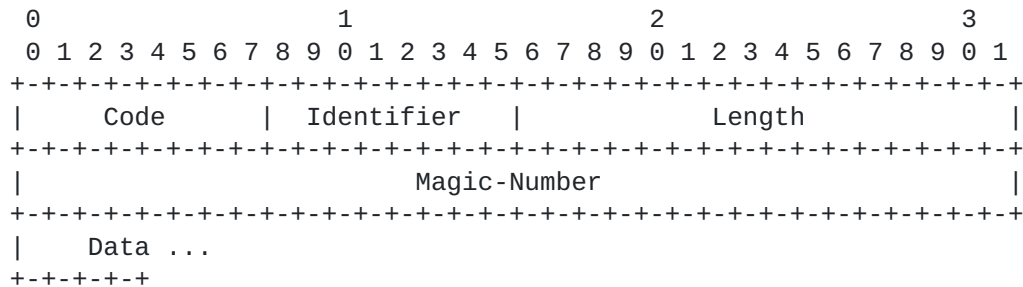 0                   1                   2                   3
 0 1 2 3 4 5 6 7 8 9 0 1 2 3 4 5 6 7 8 9 0 1 2 3 4 5 6 7 8 9 0 1
+-+-+-+-+-+-+-+-+-+-+-+-+-+-+-+-+-+-+-+-+-+-+-+-+-+-+-+-+-+-+-+-+
|     Code      |  Identifier   |            Length             |
+-+-+-+-+-+-+-+-+-+-+-+-+-+-+-+-+-+-+-+-+-+-+-+-+-+-+-+-+-+-+-+-+
|                         Magic-Number                          |
+-+-+-+-+-+-+-+-+-+-+-+-+-+-+-+-+-+-+-+-+-+-+-+-+-+-+-+-+-+-+-+-+
|    Data ...
+-+-+-+-+